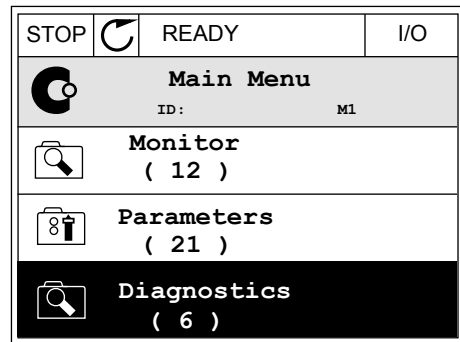 STOP READY I/O
Main Menu
ID: M1
Monitor
( 12 )
Parameters
( 21 )
Diagnostics
( 6 )